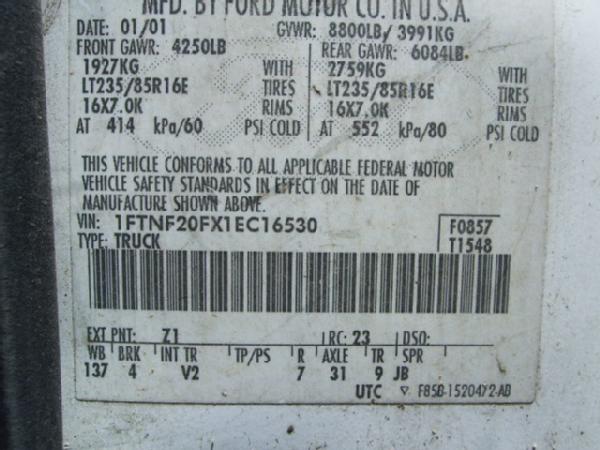 MFD. BY FORD MOTOR CO. IN U.S.A.
DATE: 01/01 GVWR: 8800LB/ 3991KG
FRONT GAWR: 4250LB REAR GAWR: 6084LB
1927KG WITH 2759KG WITH
LT235/85R16E TIRES LT235/85R16E TIRES
16X7.0K RIMS 16X7.0K RIMS
AT 414 kPa/60 PSI COLD AT 552 kPa/80 PSI COLD
THIS VEHICLE CONFORMS TO ALL APPLICABLE FEDERAL MOTOR
VEHICLE SAFETY STANDARDS IN EFFECT ON THE DATE OF
MANUFACTURE SHOWN ABOVE.
VIN: 1FTNF20FX1EC16530 F0857
TYPE: TRUCK T1548
EXT PNT: Z1 RC: 23 DSO:
WB BRK INT TR TP/PS R AXLE TR SPR
137 4 V2 7 31 9 JB
UTC F85B-1520472-AB